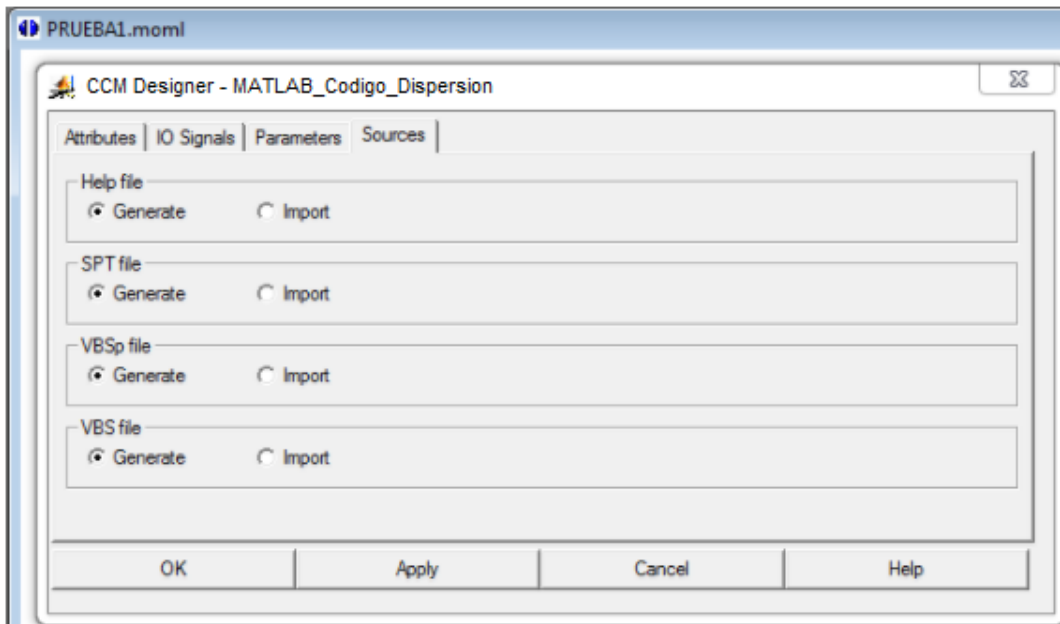 PRUEBA1.moml
CCM Designer - MATLAB_Codigo_Dispersion
Attributes IO Signals Parameters Sources
Help file
Generate Import
SPT file
Generate Import
VBSp file
Generate Import
VBS file
Generate Import
OK Apply Cancel Help